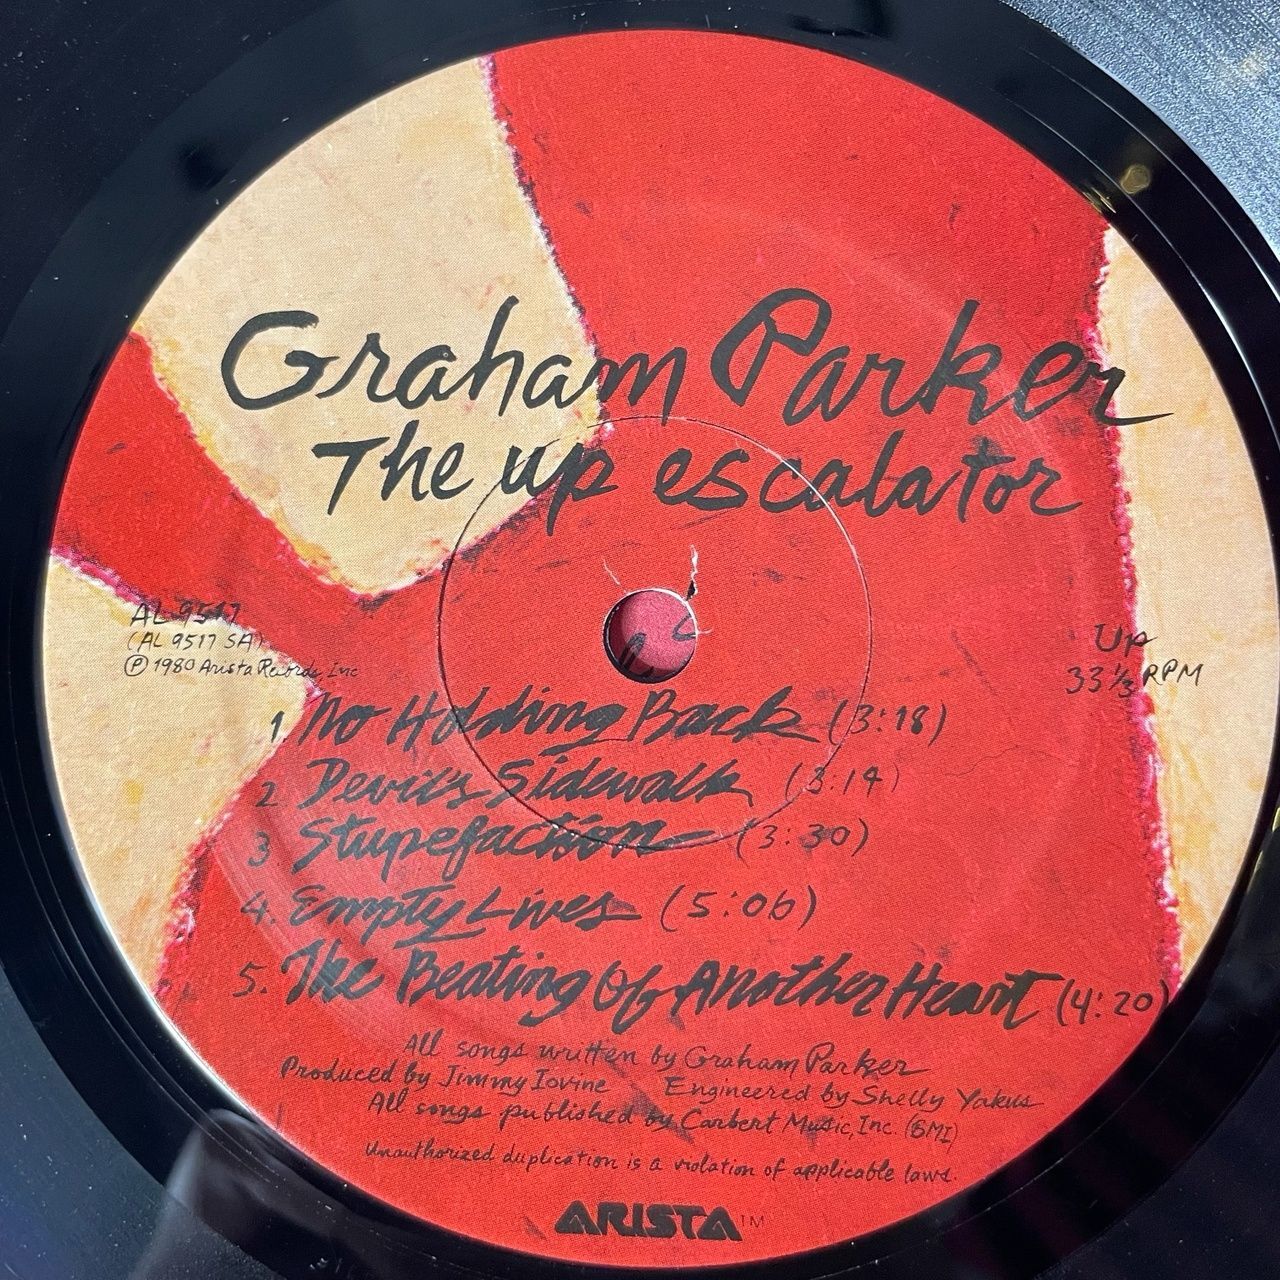 Graham Parker
The up escalator
AL 9517
(AL 9517 SA)
℗ 1980 Arista Records, Inc
Up
33 1/3 RPM
1 No Holding Back (3:18)
2 Devil's Sidewalk (3:14)
3 Stupefaction (3:30)
4. Empty Lives (5:06)
5. The Beating Of Another Heart (4:20)
All songs written by Graham Parker
Produced by Jimmy Iovine Engineered by Shelly Yakus
All songs published by Carbert Music, Inc. (BMI)
Unauthorized duplication is a violation of applicable laws.
ARISTA™